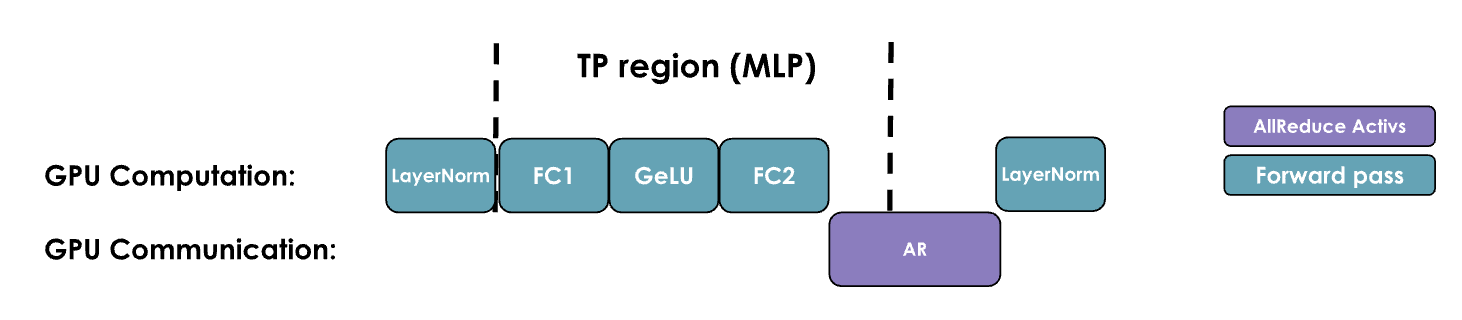 TP region (MLP)
AllReduce Activs
GPU Computation:
LayerNorm
FC1
GeLU
FC2
LayerNorm
Forward pass
GPU Communication:
AR